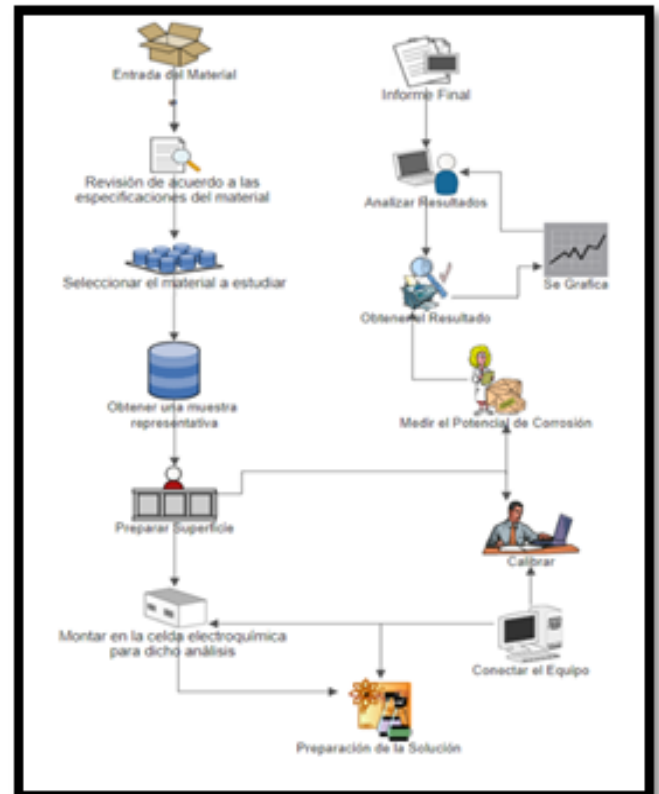 Entrada del Material
Revisión de acuerdo a las
especificaciones del material
Seleccionar el material a estudiar
Obtener una muestra
representativa
Preparar Superficie
Montar en la celda electroquímica
para dicho análisis
Preparación de la Solución
Conectar el Equipo
Calibrar
Medir el Potencial de Corrosión
Obtener el Resultado
Se Grafica
Analizar Resultados
Informe Final